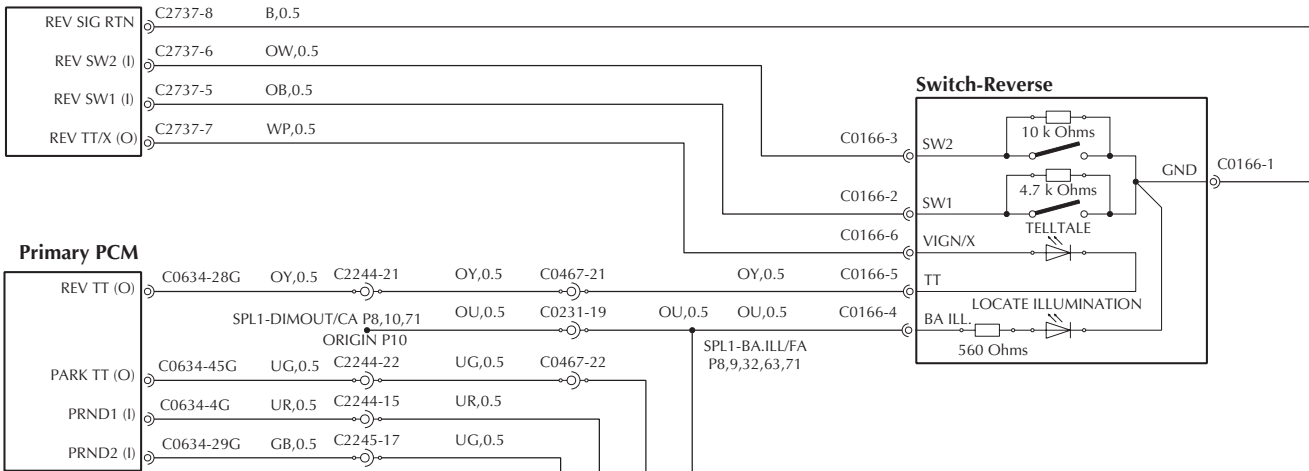 REV SIG RTN C2737-8 B,0.5
REV SW2 (I) C2737-6 OW,0.5
REV SW1 (I) C2737-5 OB,0.5
REV TT/X (O) C2737-7 WP,0.5
Switch-Reverse
10 k Ohms
C0166-3 SW2
GND C0166-1
4.7 k Ohms
C0166-2 SW1
TELLTALE
C0166-6 VIGN/X
Primary PCM
REV TT (O) C0634-28G OY,0.5 C2244-21 OY,0.5 C0467-21 OY,0.5 C0166-5 TT
LOCATE ILLUMINATION
SPL1-DIMOUT/CA P8,10,71 OU,0.5 C0231-19 OU,0.5 OU,0.5 C0166-4 BA ILL.
ORIGIN P10
560 Ohms
SPL1-BA.ILL/FA
P8,9,32,63,71
PARK TT (O) C0634-45G UG,0.5 C2244-22 UG,0.5 C0467-22
PRND1 (I) C0634-4G UR,0.5 C2244-15 UR,0.5
PRND2 (I) C0634-29G GB,0.5 C2245-17 UG,0.5